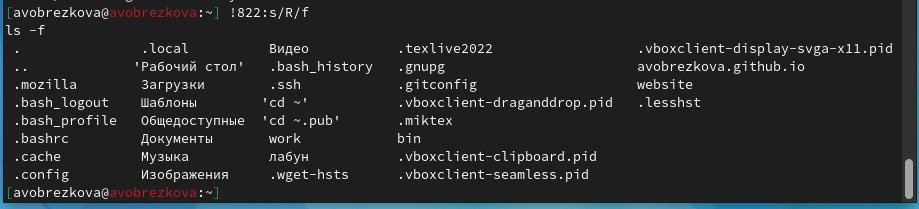 [avobrezkova@avobrezkova:~] !822:s/R/f
ls -f
. .local Видео .texlive2022 .vboxclient-display-svga-x11.pid
.. 'Рабочий стол' .bash_history .gnupg avobrezkova.github.io
.mozilla Загрузки .ssh .gitconfig website
.bash_logout Шаблоны 'cd ~' .vboxclient-draganddrop.pid .lesshst
.bash_profile Общедоступные 'cd ~.pub' .miktex
.bashrc Документы work bin
.cache Музыка лабун .vboxclient-clipboard.pid
.config Изображения .wget-hsts .vboxclient-seamless.pid
[avobrezkova@avobrezkova:~]